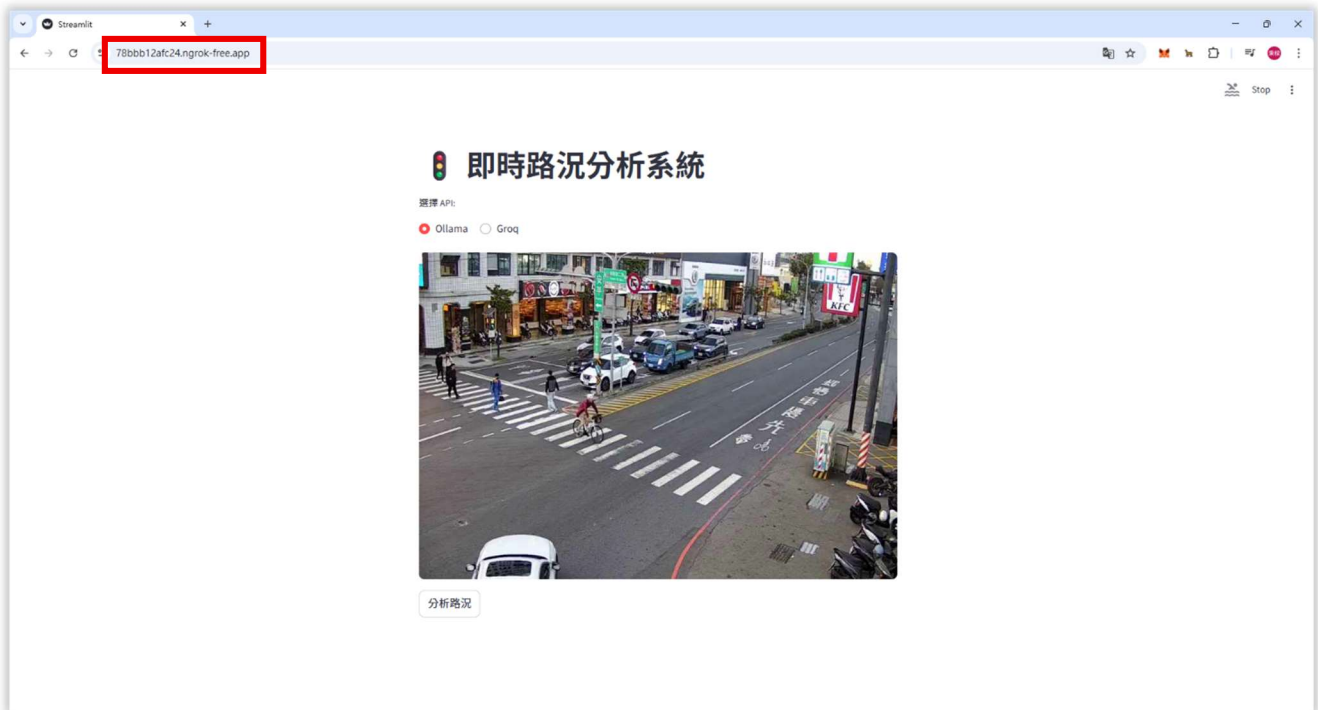 Streamlit
78bbb12afc24.ngrok-free.app
Stop
即時路況分析系統
選擇 API:
Ollama
Groq
KFC
分析路況